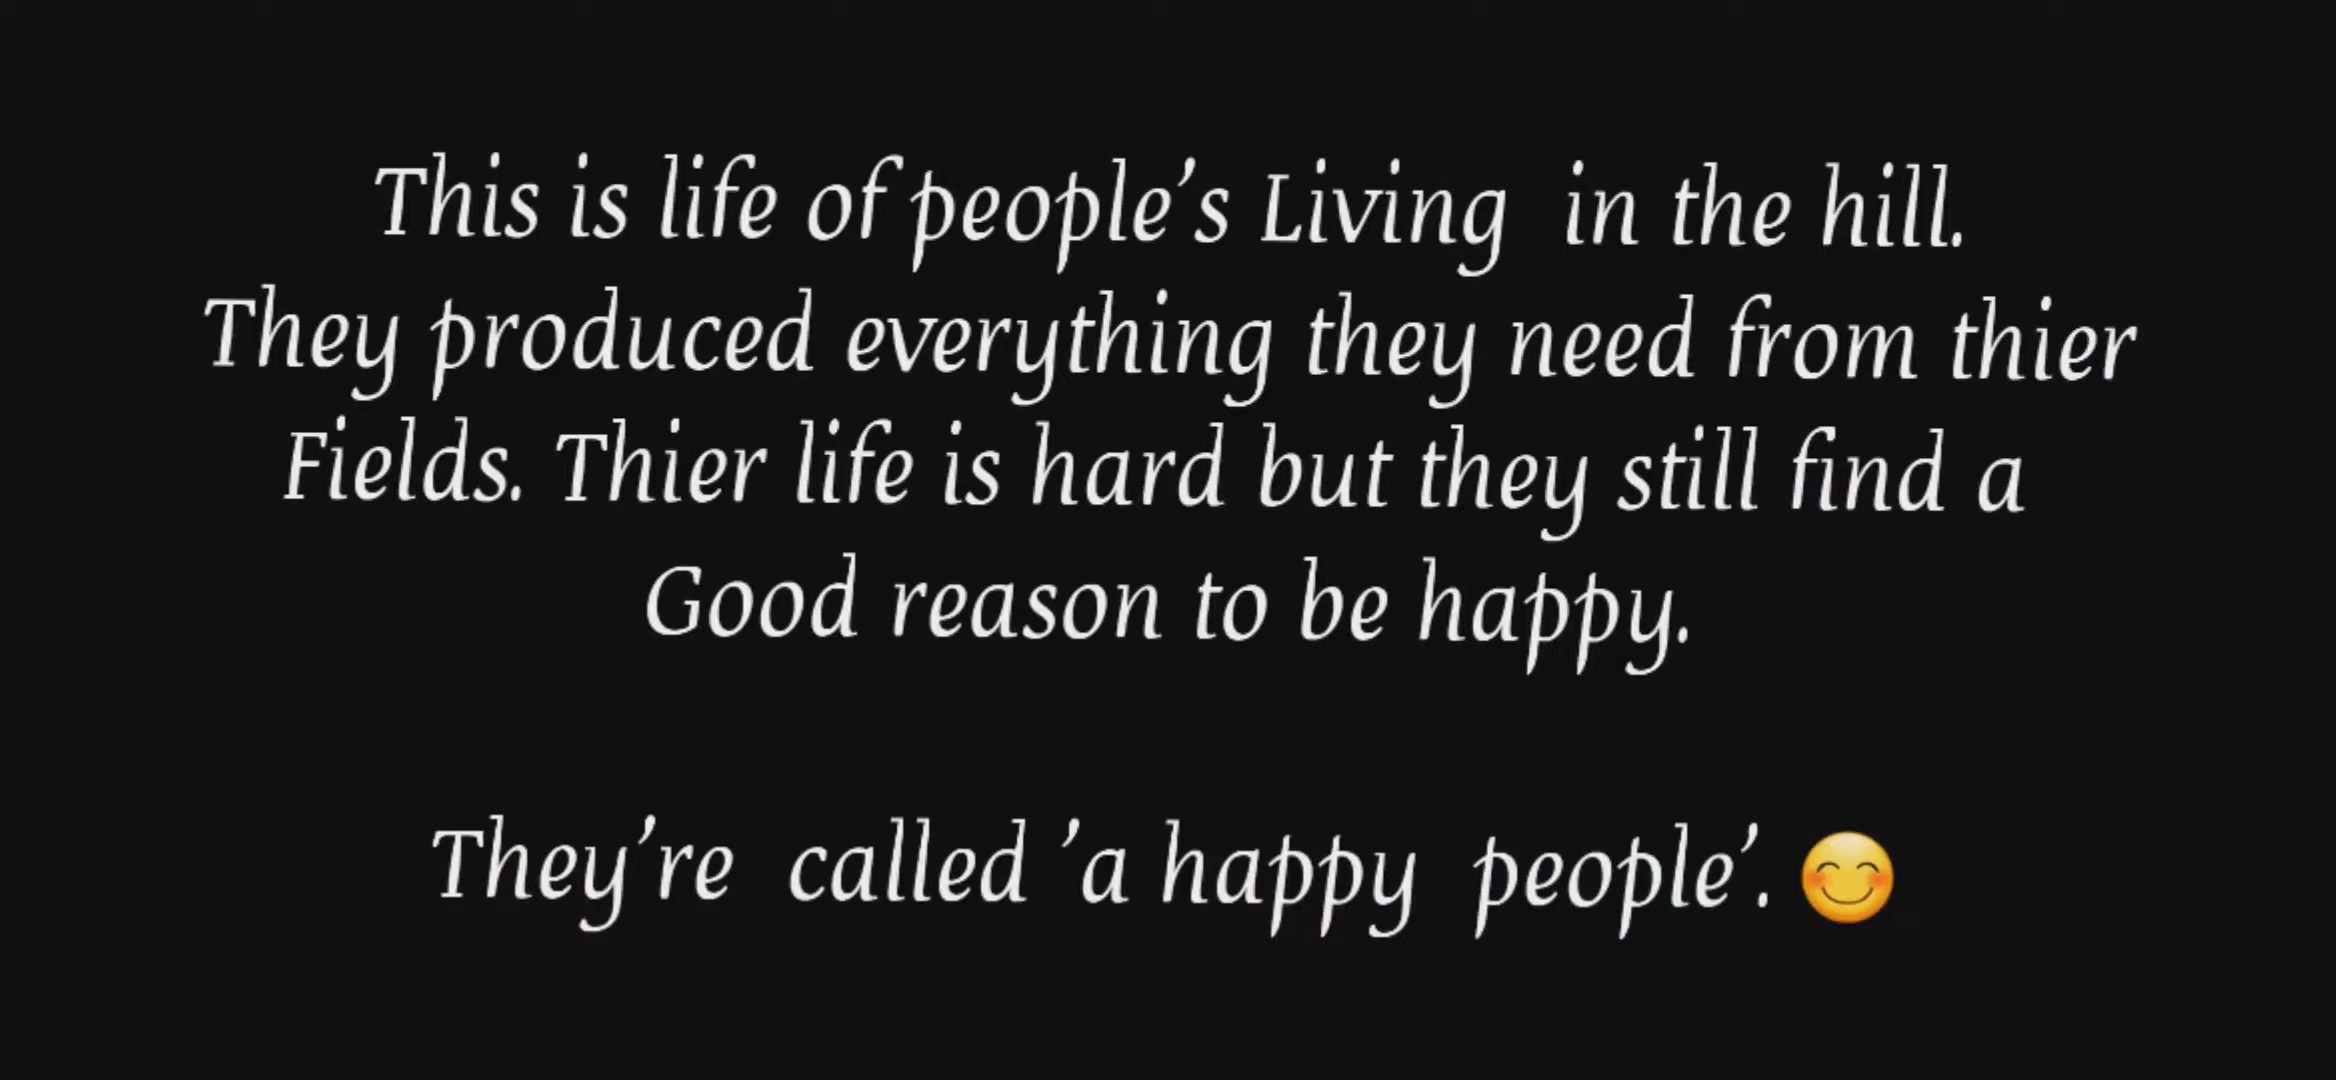 This is life of people’s Living  in the hill.
They produced everything they need from thier
Fields. Thier life is hard but they still find a
Good reason to be happy.
They’re  called ’a happy  people’. 😊